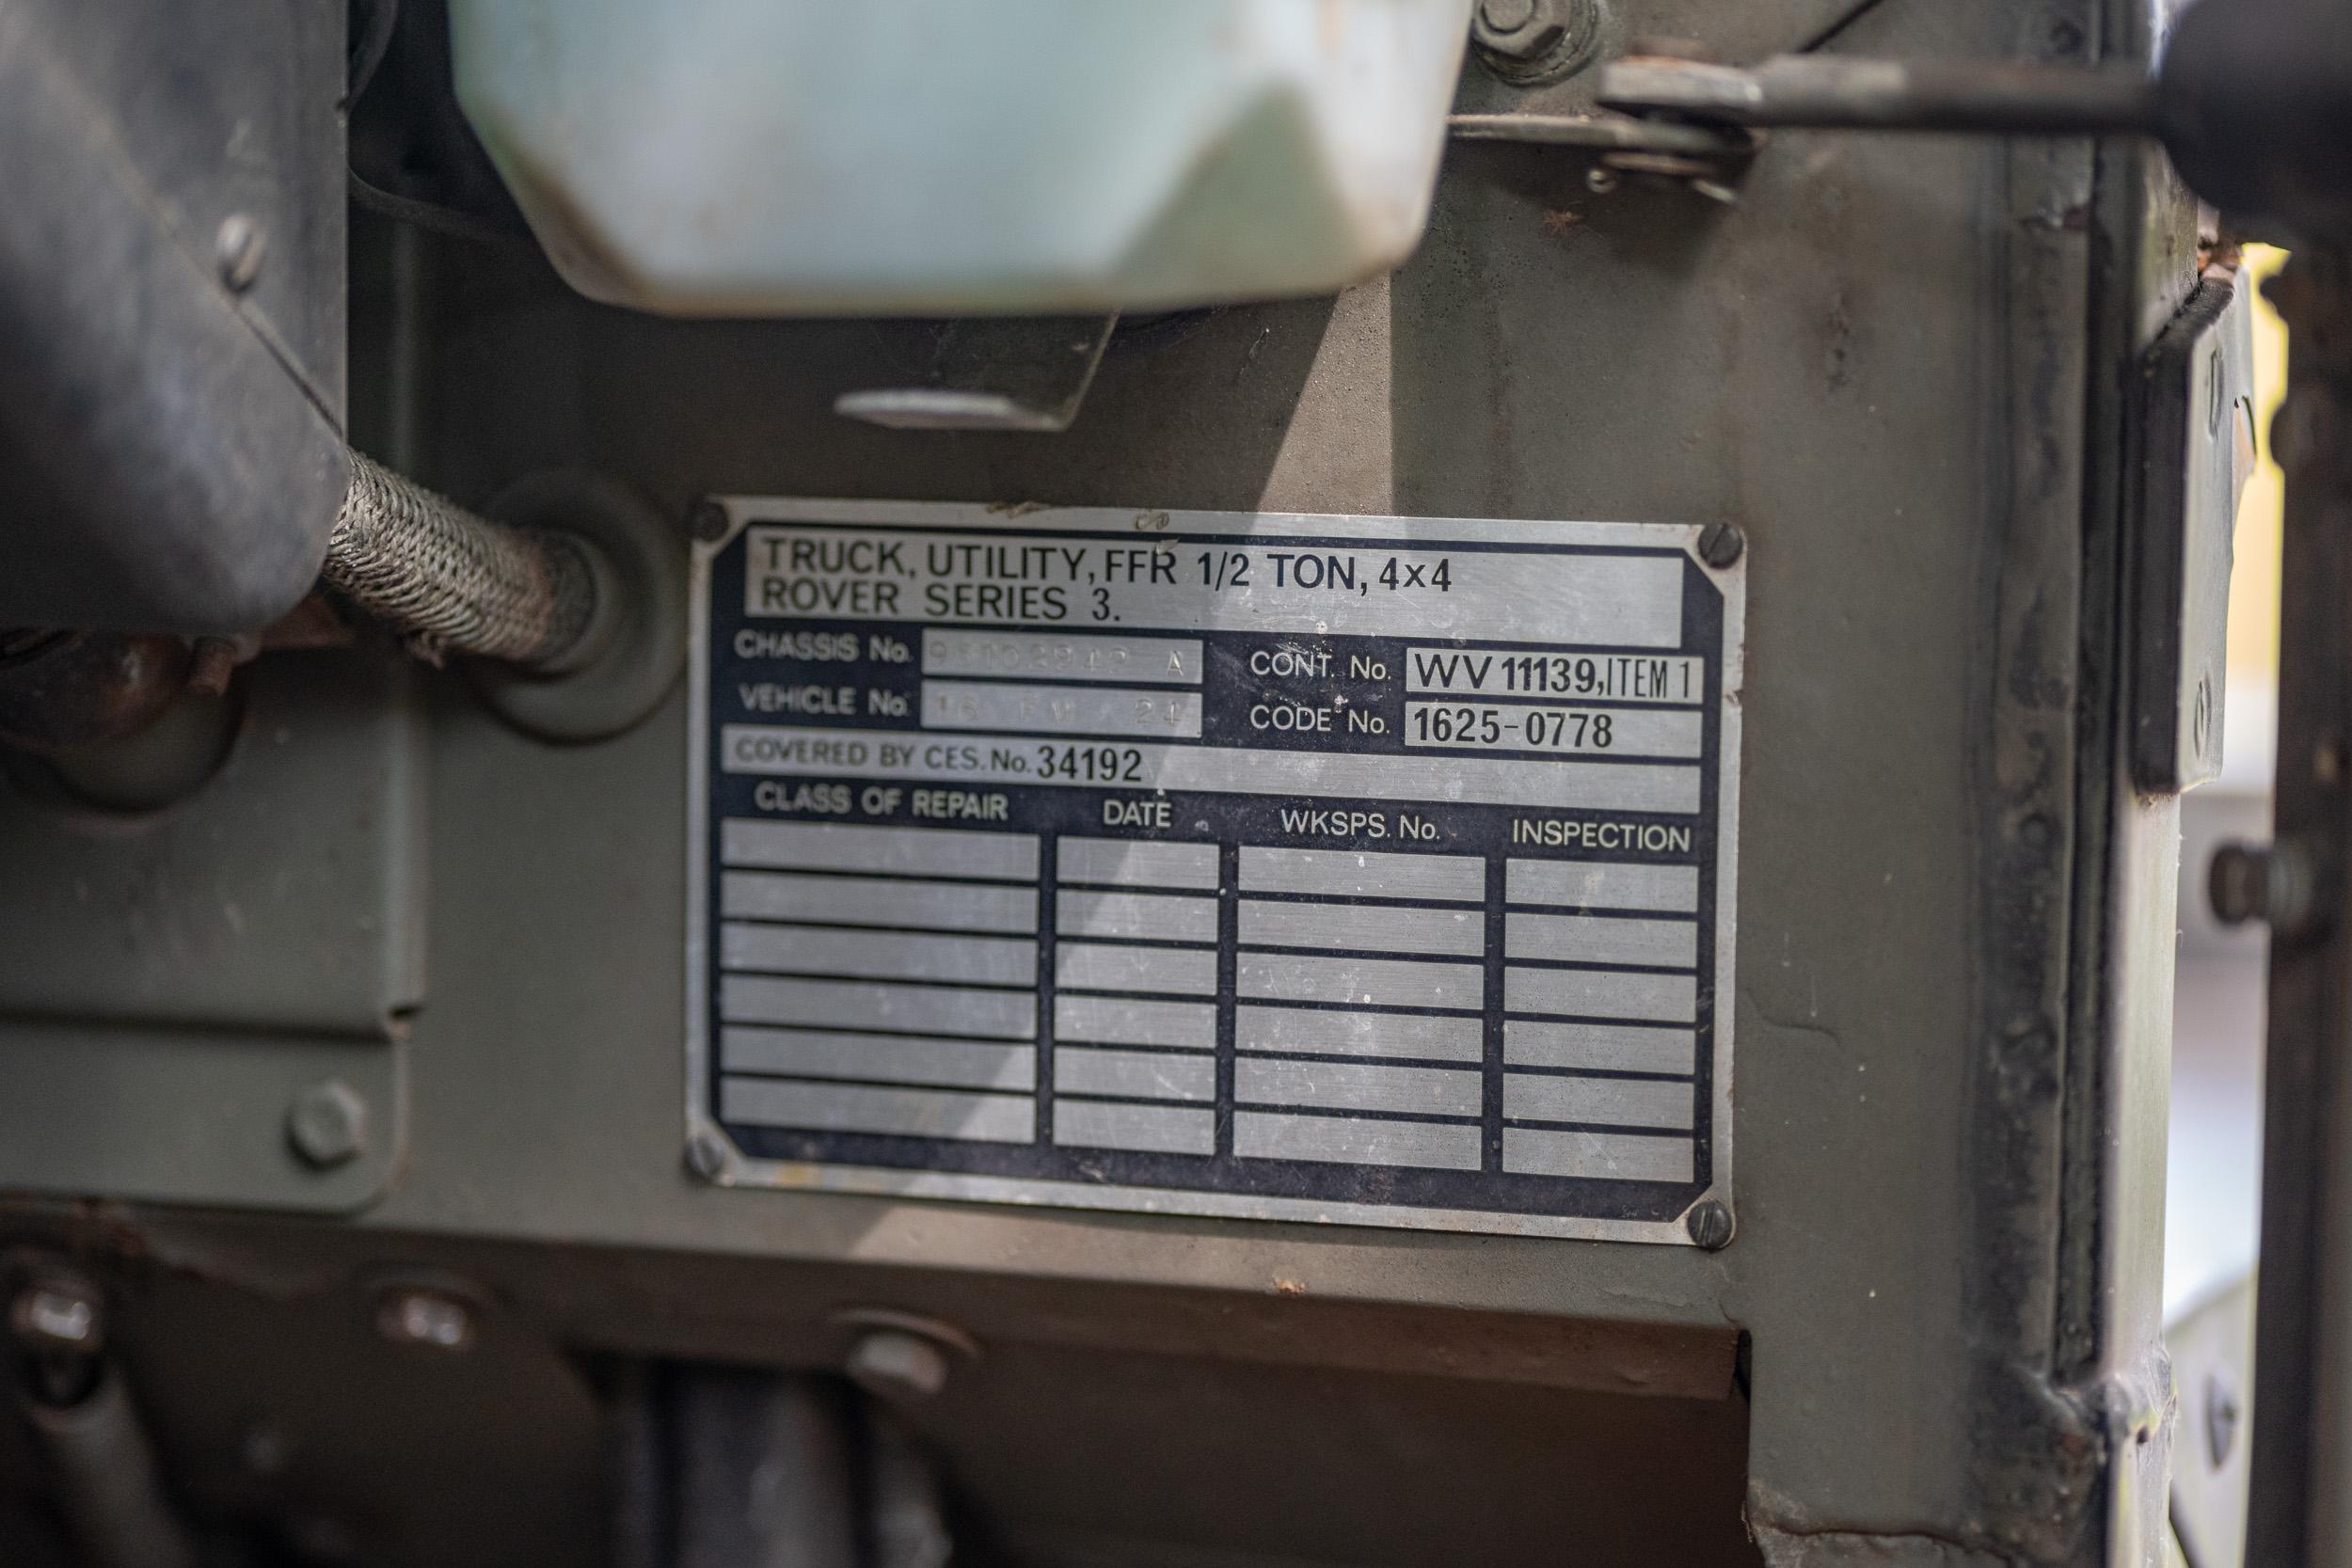 TRUCK, UTILITY, FFR 1/2 TON, 4x4
ROVER SERIES 3.
CHASSIS No. A CONT. No. WV 11139, ITEM 1
VEHICLE No. 24 CODE No. 1625-0778
COVERED BY CES. No. 34192
CLASS OF REPAIR DATE WKSPS. No. INSPECTION